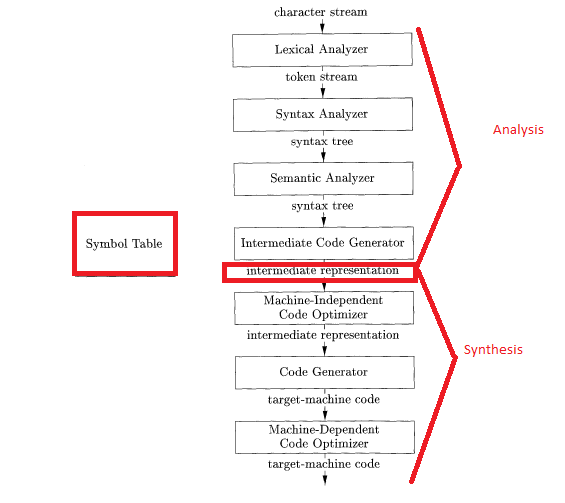 character stream
Lexical Analyzer
token stream
Syntax Analyzer
syntax tree
Semantic Analyzer
syntax tree
Intermediate Code Generator
intermediate representation
Machine-Independent
Code Optimizer
intermediate representation
Code Generator
target-machine code
Machine-Dependent
Code Optimizer
target-machine code
Symbol Table
Analysis
Synthesis